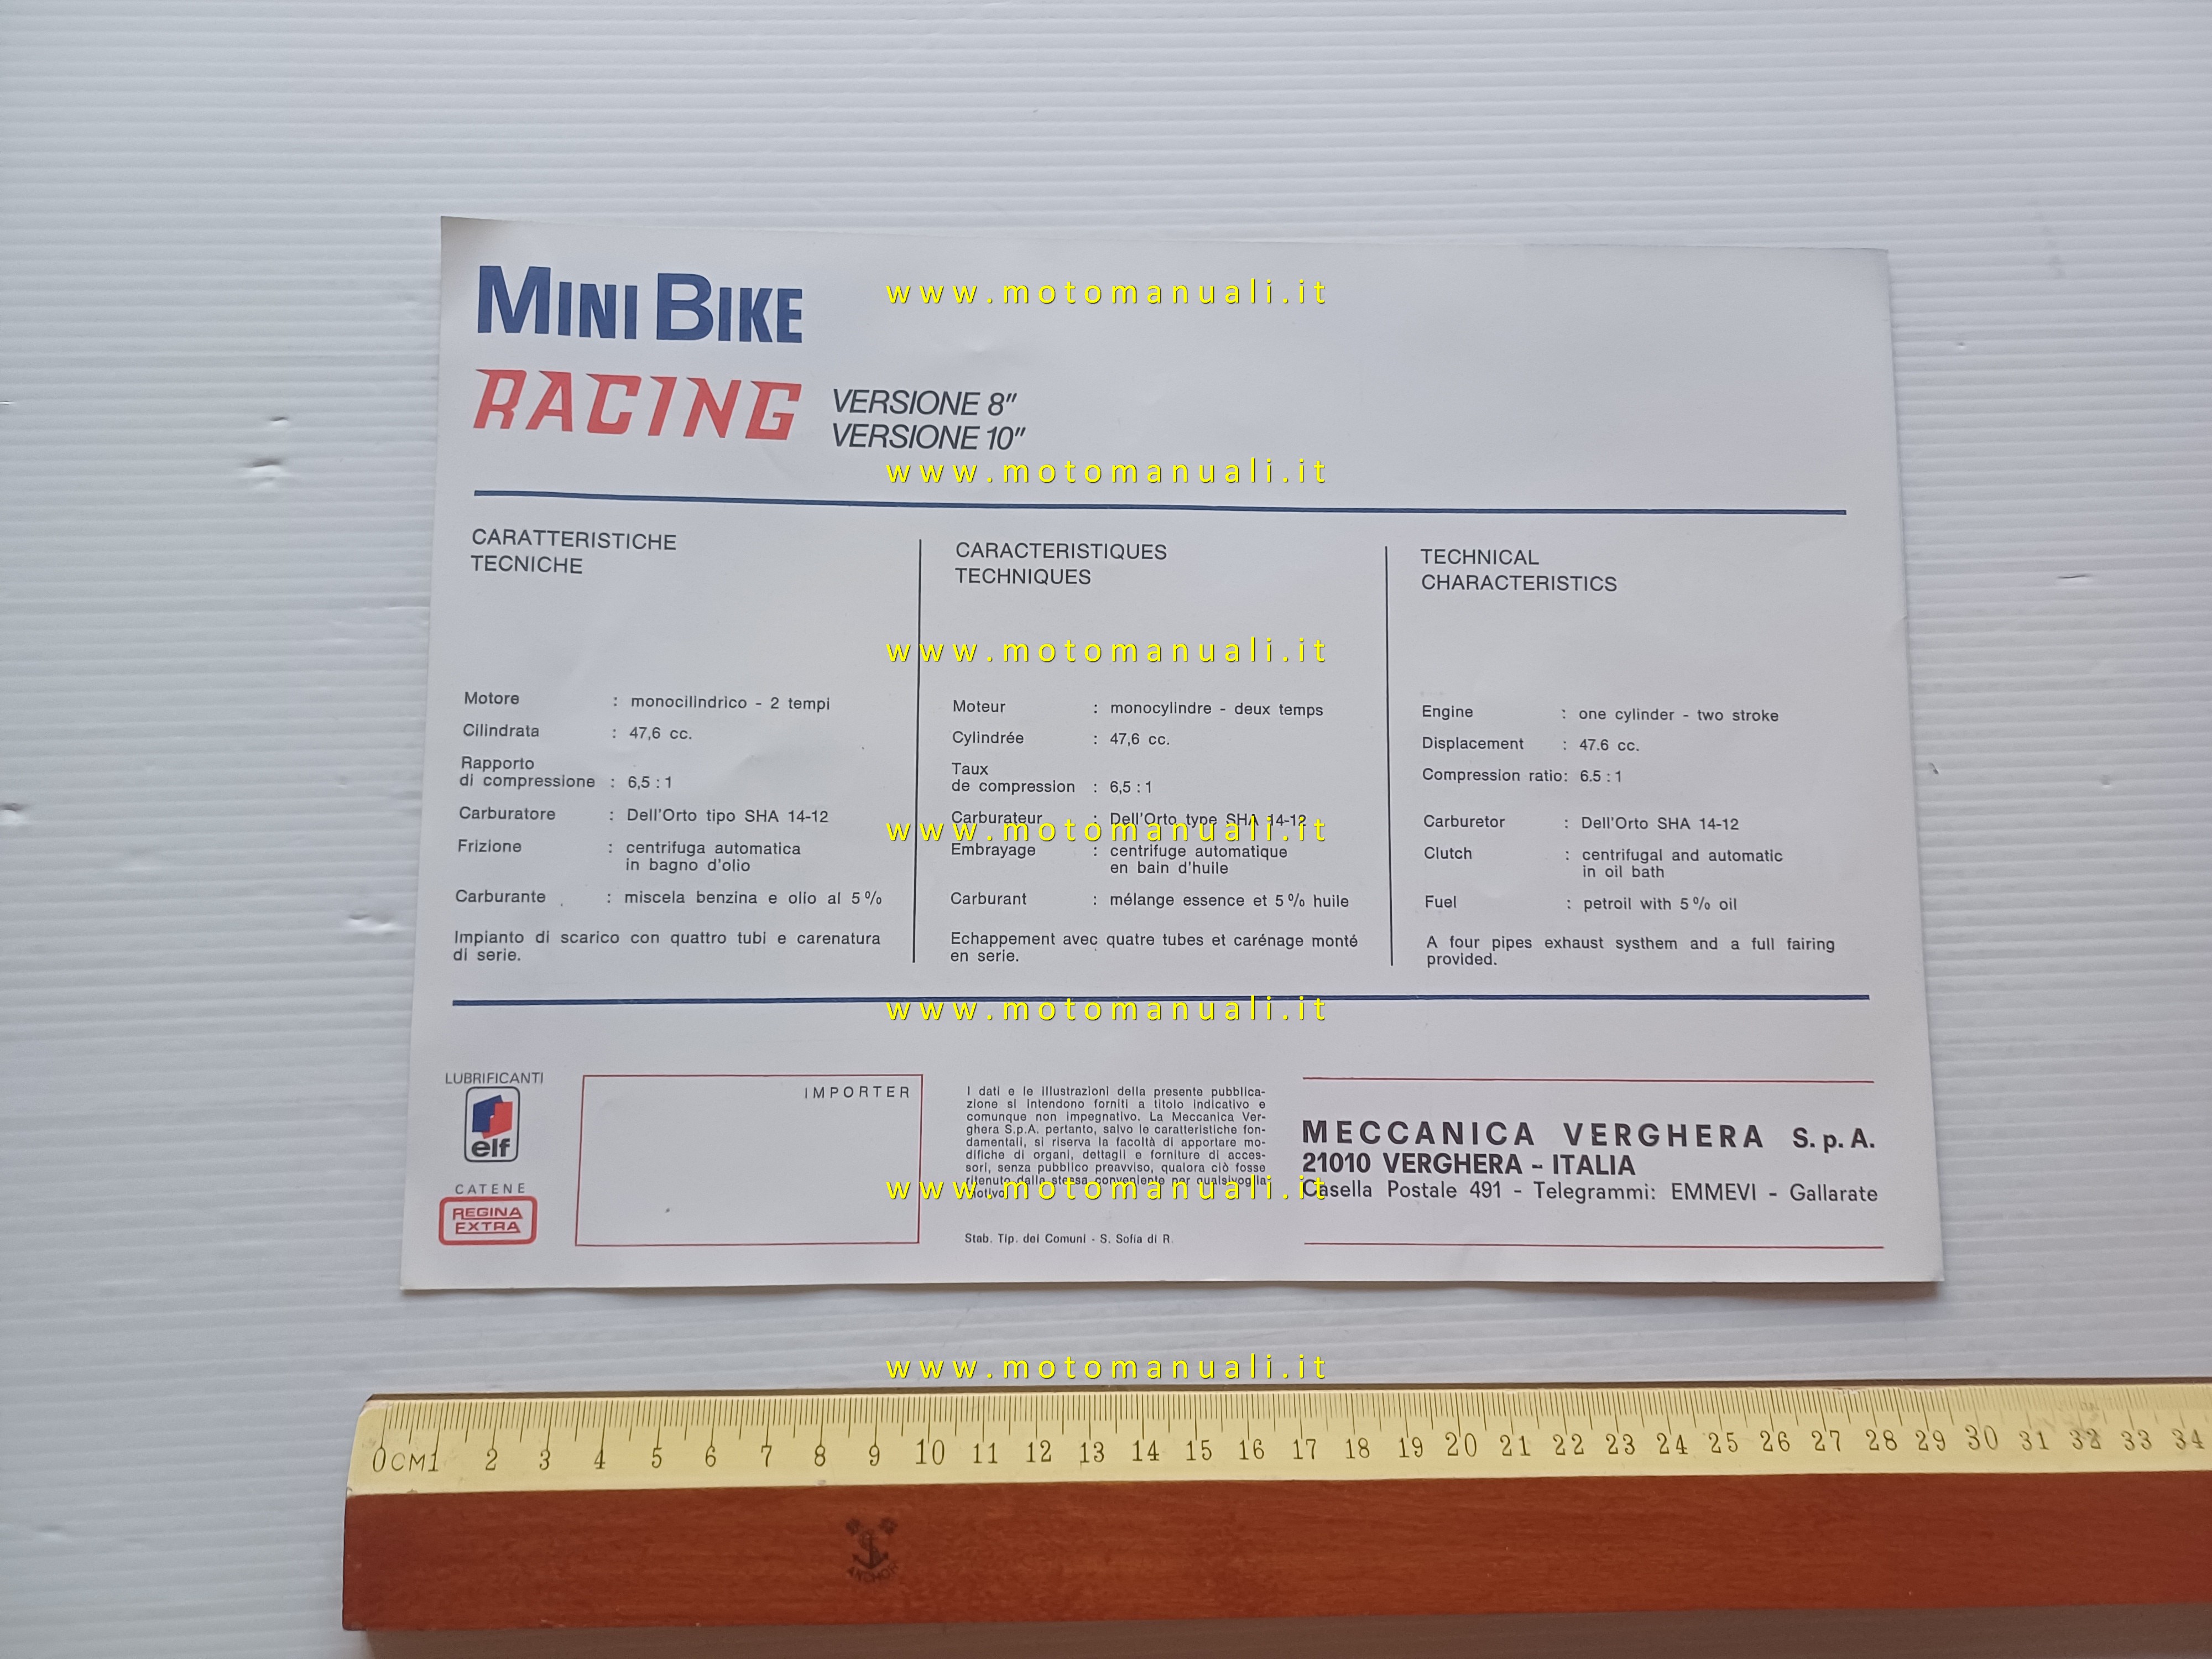 MINI BIKE
RACING
VERSIONE 8"
VERSIONE 10"
www.motomanuali.it
www.motomanuali.it
CARATTERISTICHE
TECNICHE
Motore : monocilindrico - 2 tempi
Cilindrata : 47,6 cc.
Rapporto
di compressione : 6,5 : 1
Carburatore : Dell'Orto tipo SHA 14-12
Frizione : centrifuga automatica
in bagno d'olio
Carburante : miscela benzina e olio al 5%
Impianto di scarico con quattro tubi e carenatura
di serie.
CARACTERISTIQUES
TECHNIQUES
www.motomanuali.it
Moteur : monocylindre - deux temps
Cylindrée : 47,6 cc.
Taux
de compression : 6,5 : 1
Carburateur : Dell'Orto type SHA 14-12
www.motomanuali.it
Embrayage : centrifuge automatique
en bain d'huile
Carburant : mélange essence et 5% huile
Echappement avec quatre tubes et carénage monté
en serie.
TECHNICAL
CHARACTERISTICS
Engine : one cylinder - two stroke
Displacement : 47.6 cc.
Compression ratio: 6.5 : 1
Carburetor : Dell'Orto SHA 14-12
Clutch : centrifugal and automatic
in oil bath
Fuel : petroil with 5% oil
A four pipes exhaust systhem and a full fairing
provided.
www.motomanuali.it
LUBRIFICANTI
elf
CATENE
REGINA
EXTRA
IMPORTER
I dati e le illustrazioni della presente pubblica-
zione si intendono forniti a titolo indicativo e
comunque non impegnativo. La Meccanica Ver-
ghera S.p.A. pertanto, salvo le caratteristiche fon-
damentali, si riserva la facoltà di apportare mo-
difiche di organi, dettagli e forniture di acces-
sori, senza pubblico preavviso, qualora ciò fosse
ritenuto dalla stessa conveniente per qualsivoglia
motivo.
www.motomanuali.it
Stab. Tip. dei Comuni - S. Sofia di R.
MECCANICA VERGHERA S.p.A.
21010 VERGHERA - ITALIA
Casella Postale 491 - Telegrammi: EMMEVI - Gallarate
www.motomanuali.it
0CM1 2 3 4 5 6 7 8 9 10 11 12 13 14 15 16 17 18 19 20 21 22 23 24 25 26 27 28 29 30 31 32 33 34
ANCHOR